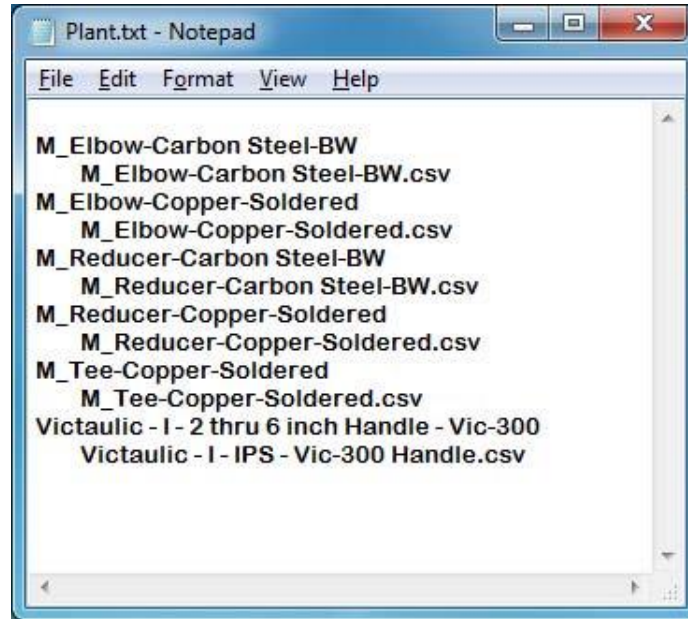 Plant.txt - Notepad
File Edit Format View Help
M_Elbow-Carbon Steel-BW
M_Elbow-Carbon Steel-BW.csv
M_Elbow-Copper-Soldered
M_Elbow-Copper-Soldered.csv
M_Reducer-Carbon Steel-BW
M_Reducer-Carbon Steel-BW.csv
M_Reducer-Copper-Soldered
M_Reducer-Copper-Soldered.csv
M_Tee-Copper-Soldered
M_Tee-Copper-Soldered.csv
Victaulic - I - 2 thru 6 inch Handle - Vic-300
Victaulic - I - IPS - Vic-300 Handle.csv